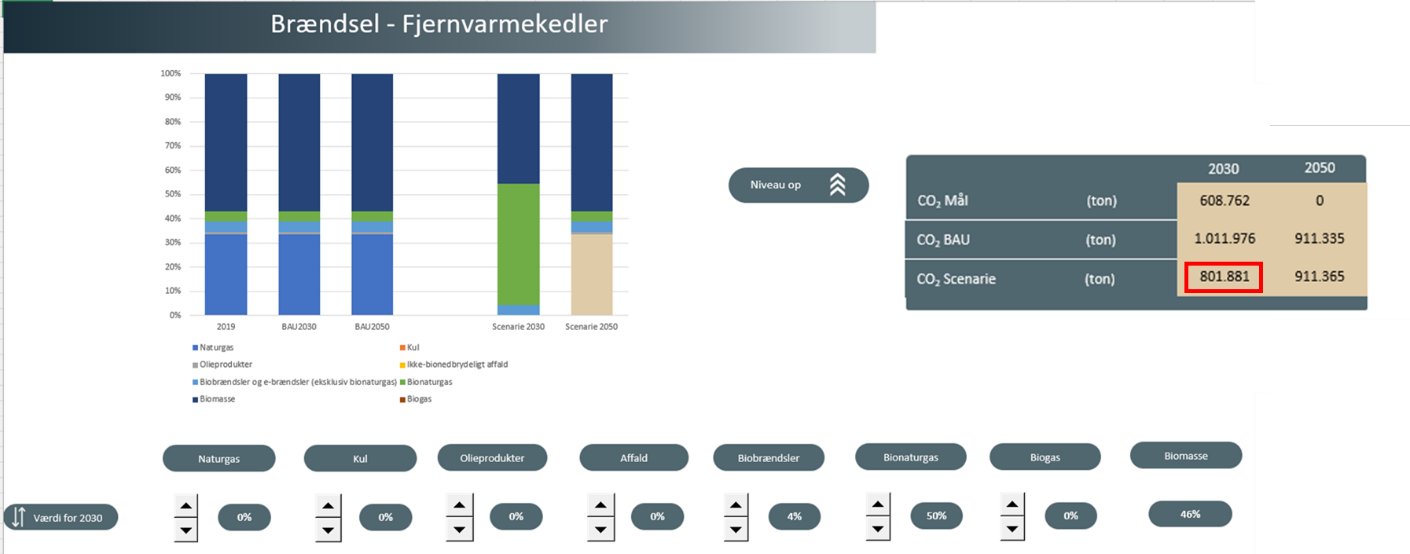 Brændsel - Fjernvarmekedler
100%
90%
80%
70%
60%
50%
40%
30%
20%
10%
0%
2019 BAU2030 BAU2050 Scenarie 2030 Scenarie 2050
Naturgas Kul
Olieprodukter Ikke-bionedbrydeligt affald
Biobrændsler og e-brændsler (eksklusiv bionaturgas) Bionaturgas
Biomasse Biogas
Niveau op
2030 2050
CO₂ Mål (ton) 608.762 0
CO₂ BAU (ton) 1.011.976 911.335
CO₂ Scenarie (ton) 801.881 911.365
Naturgas Kul Olieprodukter Affald Biobrændsler Bionaturgas Biogas Biomasse
Værdi for 2030 0% 0% 0% 0% 4% 50% 0% 46%